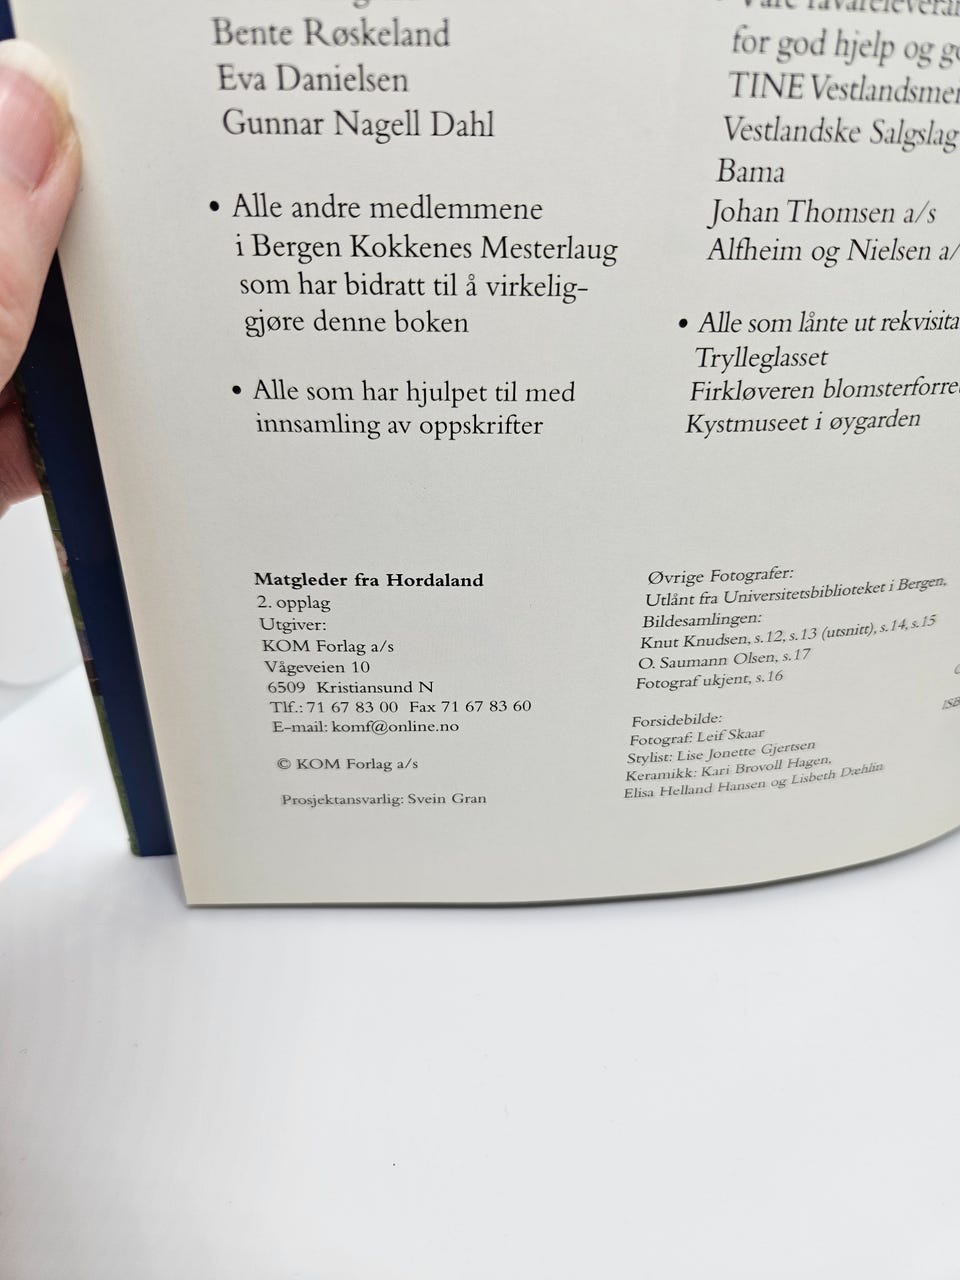 Bente Røskeland
Eva Danielsen
Gunnar Nagell Dahl
• Alle andre medlemmene
i Bergen Kokkenes Mesterlaug
som har bidratt til å virkelig-
gjøre denne boken
• Alle som har hjulpet til med
innsamling av oppskrifter
for god hjelp og
TINE
Vestlandske Salgslag
Bama
Johan Thomsen a/s
Alfheim og Nielsen a/
• Alle som lånte ut rekvisita
Trylleglasset
Firkløveren
Kystmuseet i øygarden
Matgleder fra Hordaland
2. opplag
Utgiver:
KOM Forlag a/s
Vågeveien 10
6509 Kristiansund N
Tlf.: 71 67 83 00 Fax 71 67 83 60
E-mail: komf@online.no
© KOM Forlag a/s
Prosjektansvarlig: Svein Gran
Øvrige Fotografer:
Utlånt fra Universitetsbiblioteket i Bergen,
Bildesamlingen:
Knut Knudsen, s.12, s.13 (utsnitt), s.14, s.15
O. Saumann Olsen, s.17
Fotograf ukjent, s.16
Forsidebilde:
Fotograf: Leif Skaar
Stylist: Lise Jonette Gjertsen
Keramikk: Kari Brovoll Hagen,
Elisa Helland Hansen og Lisbeth Dæhlin